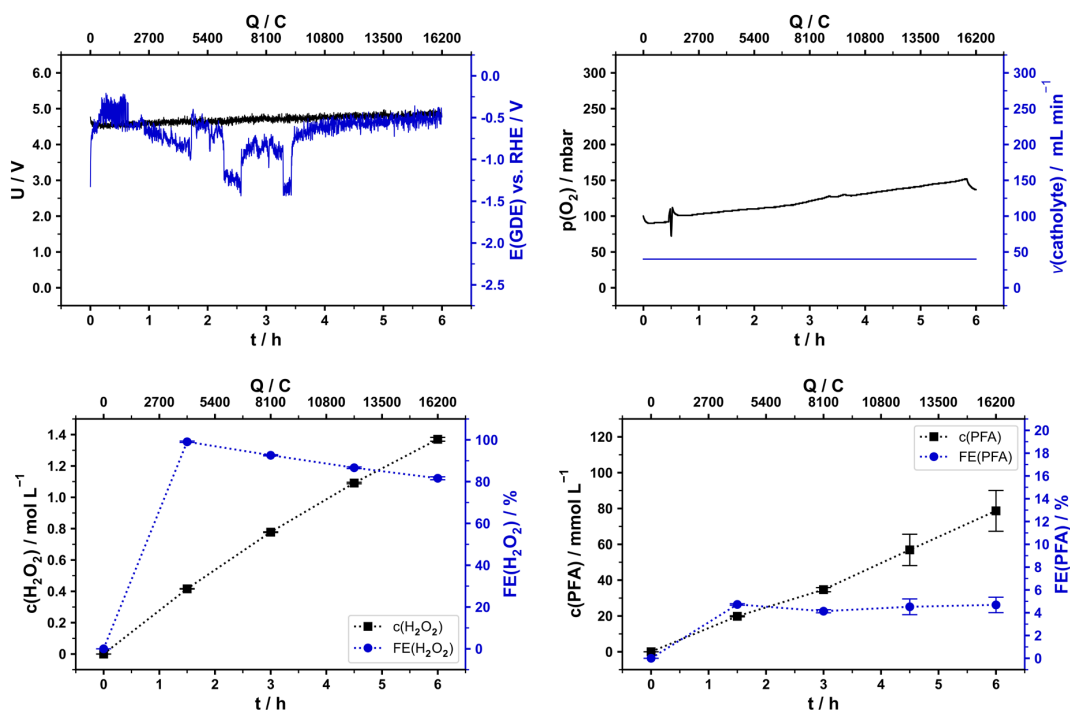 Q / C
0 2700 5400 8100 10800 13500 16200
U / V
6.0
5.0
4.0
3.0
2.0
1.0
0.0
0.0
−0.5
−1.0
−1.5
−2.0
−2.5
E(GDE) vs. RHE / V
0 1 2 3 4 5 6
t / h
Q / C
0 2700 5400 8100 10800 13500 16200
p(O₂) / mbar
300
250
200
150
100
50
0
300
250
200
150
100
50
0
v(catholyte) / mL min⁻¹
0 1 2 3 4 5 6
t / h
Q / C
0 2700 5400 8100 10800 13500 16200
c(H₂O₂) / mol L⁻¹
1.4
1.2
1.0
0.8
0.6
0.4
0.2
0
100
80
60
40
20
0
FE(H₂O₂) / %
c(H₂O₂)
FE(H₂O₂)
0 1 2 3 4 5 6
t / h
Q / C
0 2700 5400 8100 10800 13500 16200
c(PFA) / mmol L⁻¹
120
100
80
60
40
20
0
20
18
16
14
12
10
8
6
4
2
0
FE(PFA) / %
c(PFA)
FE(PFA)
0 1 2 3 4 5 6
t / h